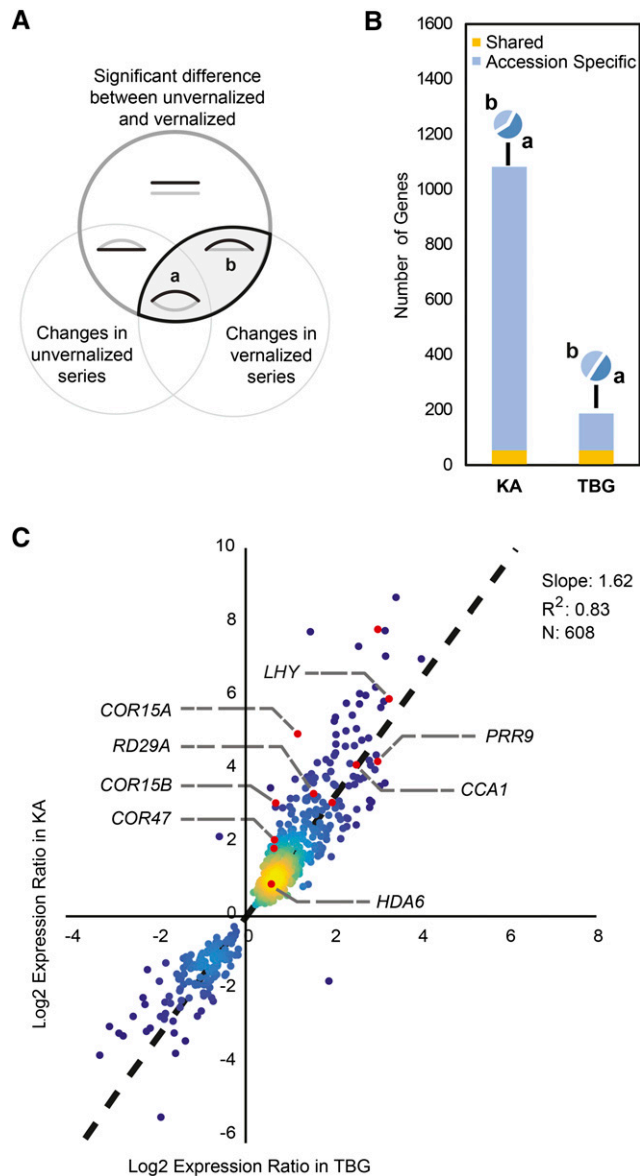 A
Significant difference
between unvernalized
and vernalized
a
b
Changes in
unvernalized
series
Changes in
vernalized
series
B
Number of Genes
1600
1400
1200
1000
800
600
400
200
0
Shared
Accession Specific
b
a
b
a
KA
TBG
C
Log2 Expression Ratio in KA
10
8
6
4
2
0
-2
-4
-6
-4
-2
0
2
4
6
8
Slope: 1.62
R²: 0.83
N: 608
LHY
COR15A
RD29A
COR15B
COR47
PRR9
CCA1
HDA6
Log2 Expression Ratio in TBG